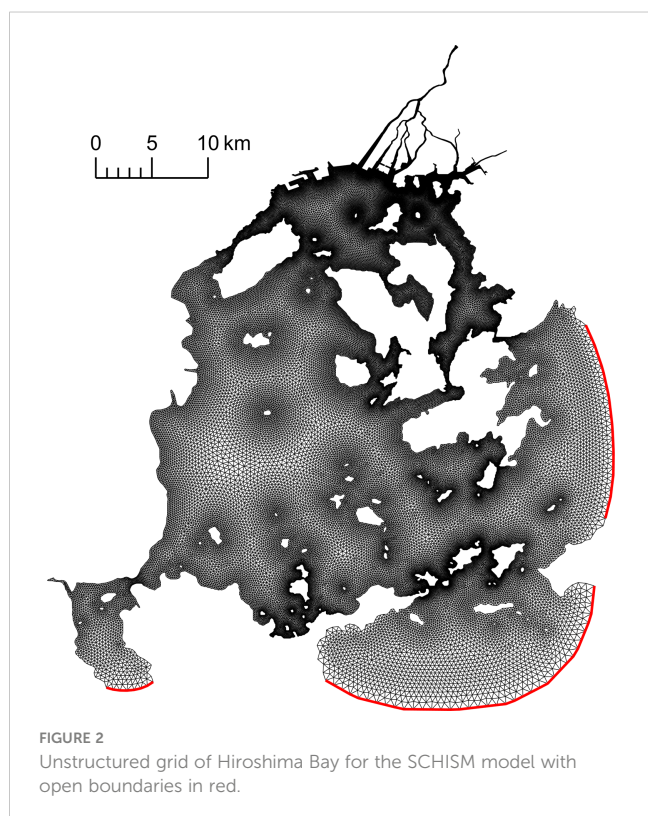 0 5 10 km
FIGURE 2
Unstructured grid of Hiroshima Bay for the SCHISM model with
open boundaries in red.